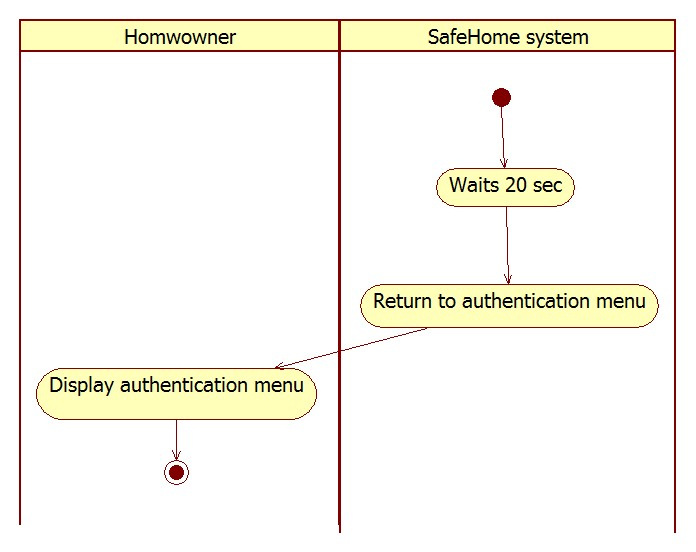 Homwowner
SafeHome system
Waits 20 sec
Return to authentication menu
Display authentication menu